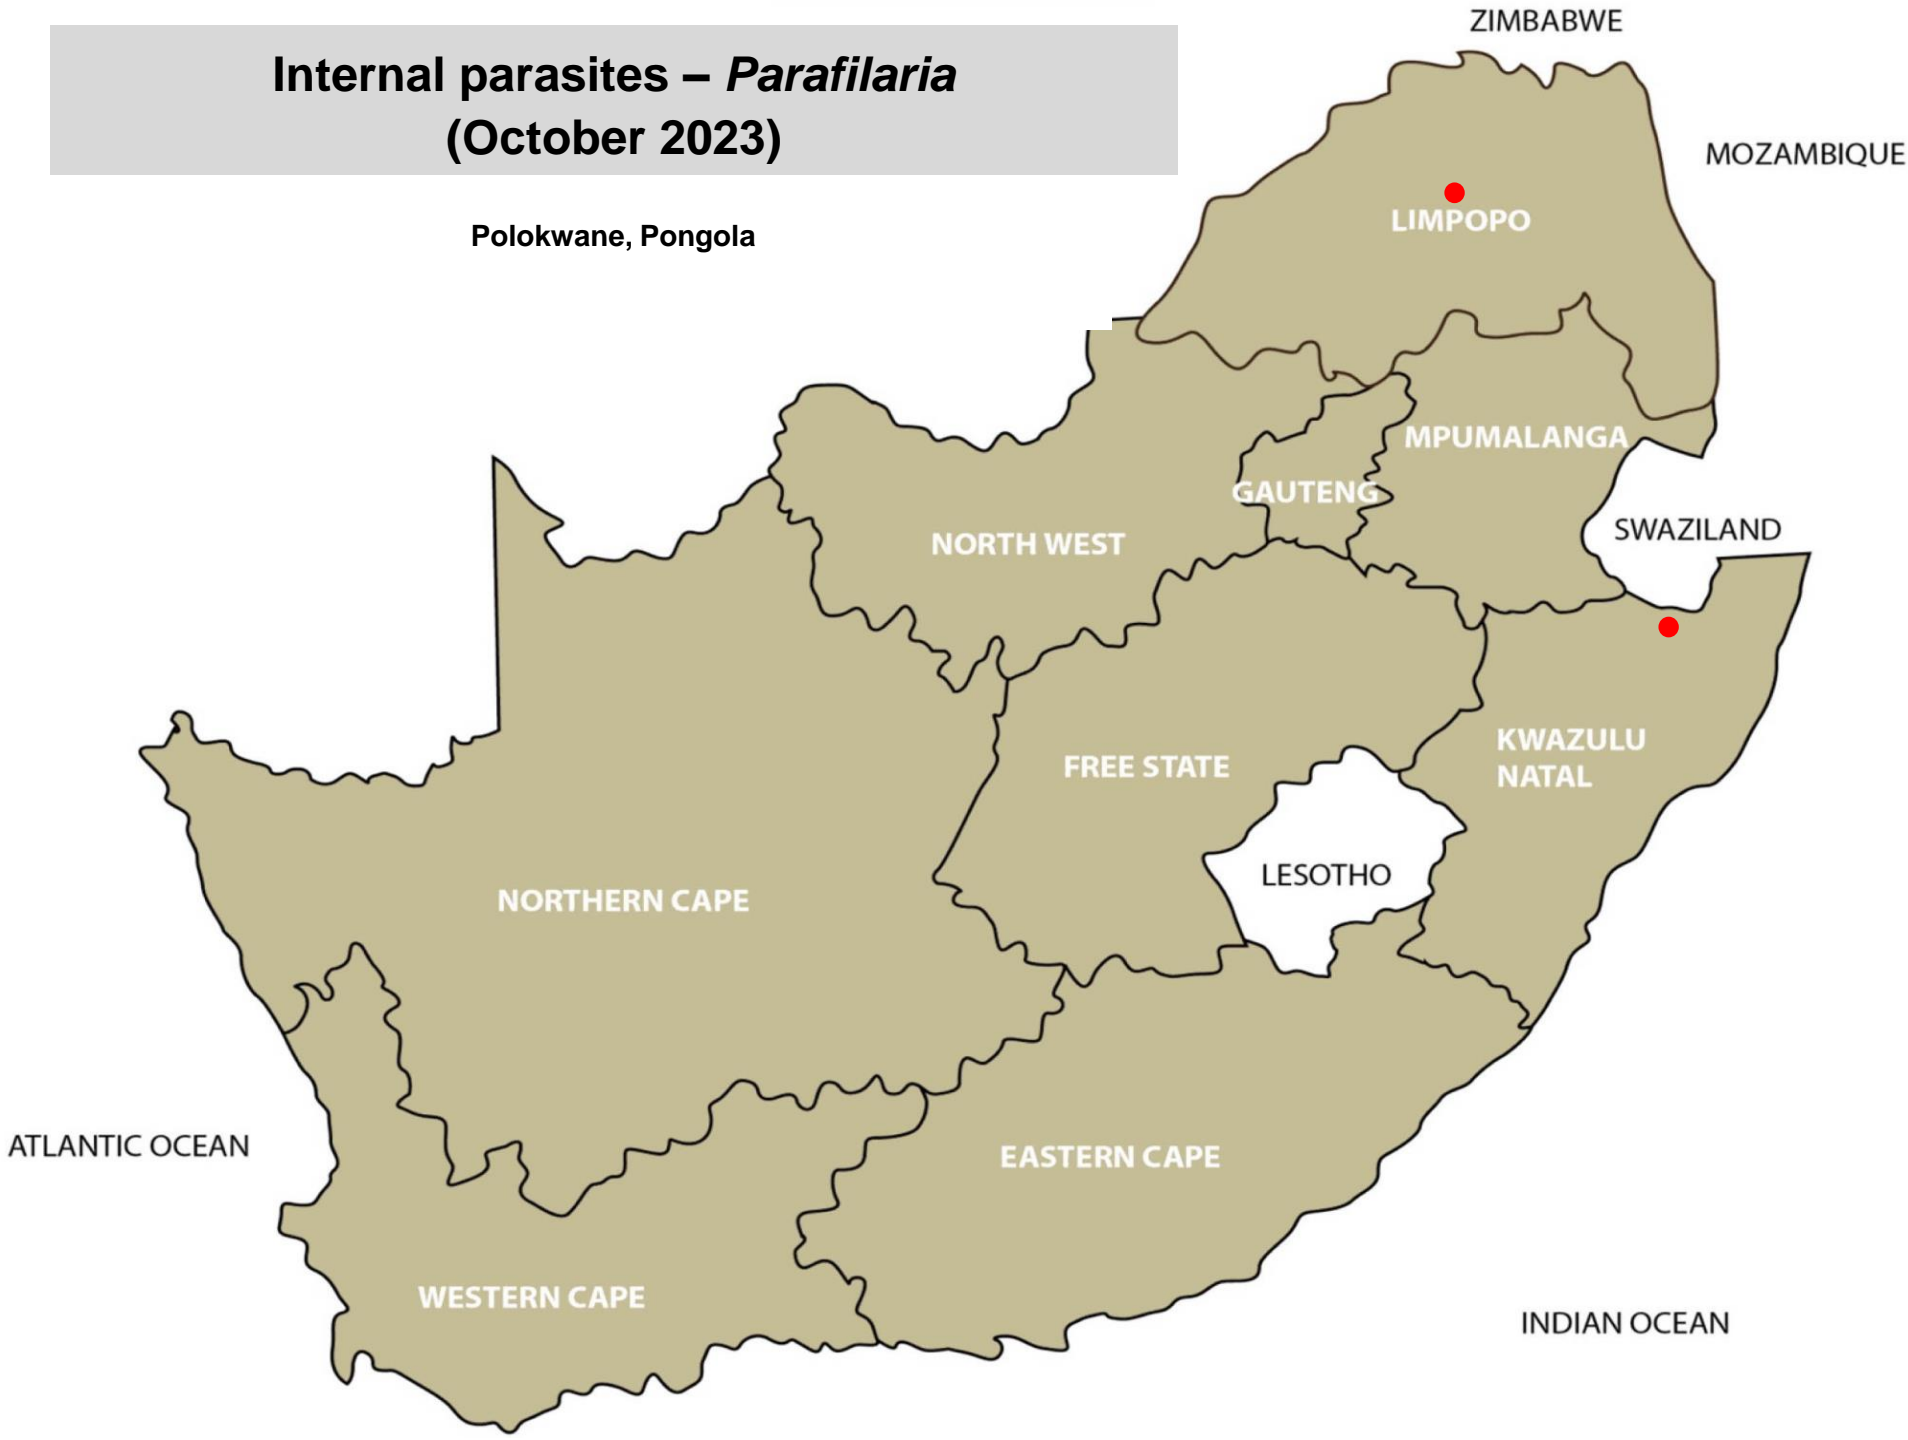 Internal parasites – Parafilaria
(October 2023)
Polokwane, Pongola
ZIMBABWE
MOZAMBIQUE
LIMPOPO
MPUMALANGA
GAUTENG
NORTH WEST
SWAZILAND
KWAZULU
NATAL
FREE STATE
LESOTHO
NORTHERN CAPE
ATLANTIC OCEAN
EASTERN CAPE
WESTERN CAPE
INDIAN OCEAN